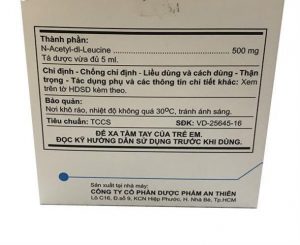 Thành phần:
N-Acetyl-dl-Leucine 500 mg
Tá dược vừa đủ 5 ml.
Chỉ định - Chống chỉ định - Liều dùng và cách dùng - Thận
trọng - Tác dụng phụ và các thông tin chi tiết khác: Xem
trên tờ HDSD kèm theo.
Bảo quản:
Nơi khô ráo, nhiệt độ không quá 30°C, tránh ánh sáng.
Tiêu chuẩn: TCCS SĐK: VD-25645-16
ĐỂ XA TẦM TAY CỦA TRẺ EM.
ĐỌC KỸ HƯỚNG DẪN SỬ DỤNG TRƯỚC KHI DÙNG.
Sản xuất tại nhà máy:
CÔNG TY CỔ PHẦN DƯỢC PHẨM AN THIÊN
Lô C16, Đ.số 9, KCN Hiệp Phước, H. Nhà Bè, Tp.HCM